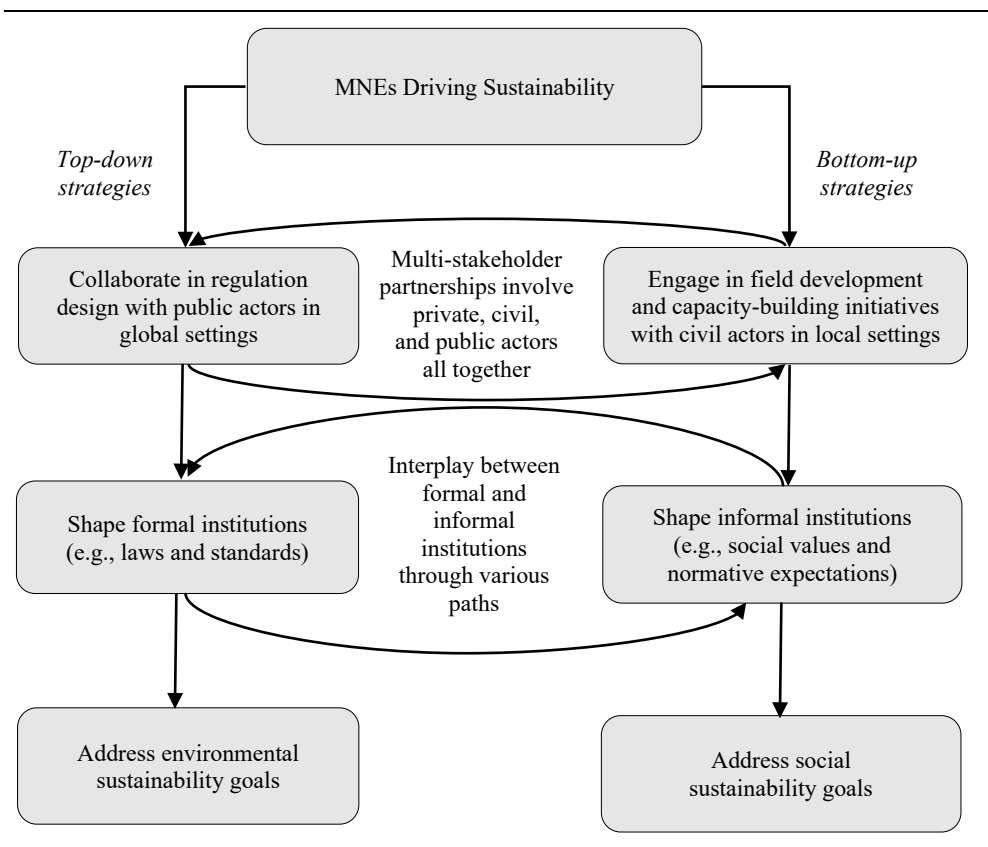 MNEs Driving Sustainability
Top-down
strategies
Bottom-up
strategies
Collaborate in regulation
design with public actors in
global settings
Multi-stakeholder
partnerships involve
private, civil,
and public actors
all together
Engage in field development
and capacity-building initiatives
with civil actors in local settings
Shape formal institutions
(e.g., laws and standards)
Interplay between
formal and
informal
institutions
through various
paths
Shape informal institutions
(e.g., social values and
normative expectations)
Address environmental
sustainability goals
Address social
sustainability goals